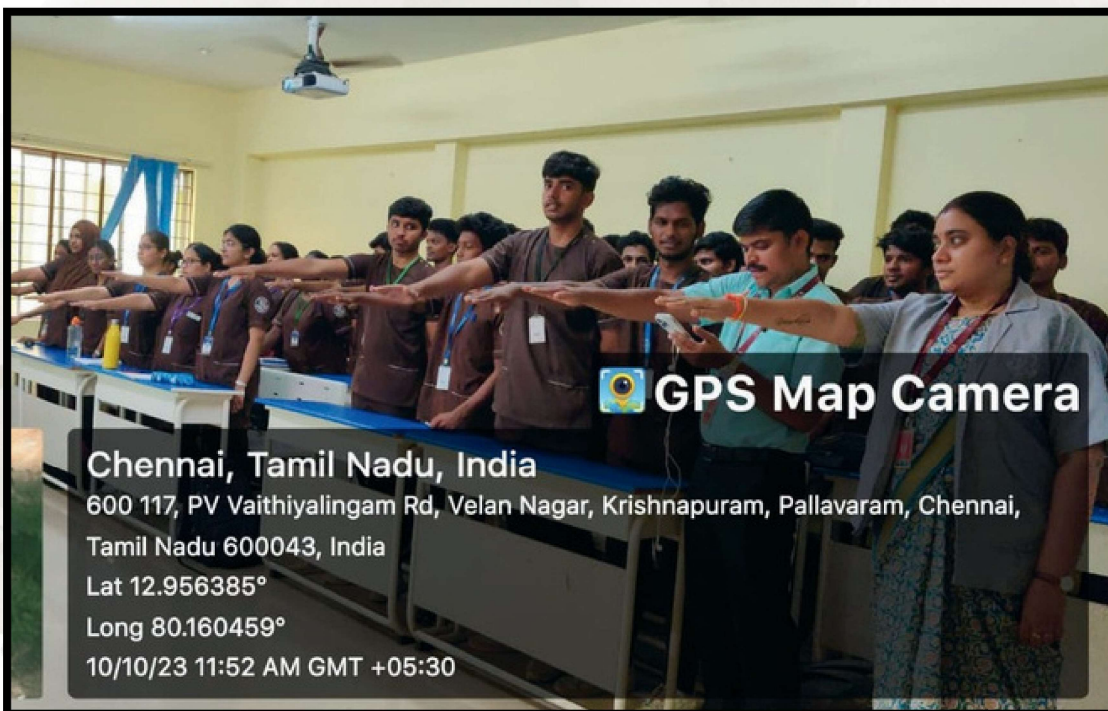 GPS Map Camera
Chennai, Tamil Nadu, India
600 117, PV Vaithiyalingam Rd, Velan Nagar, Krishnapuram, Pallavaram, Chennai,
Tamil Nadu 600043, India
Lat 12.956385°
Long 80.160459°
10/10/23 11:52 AM GMT +05:30